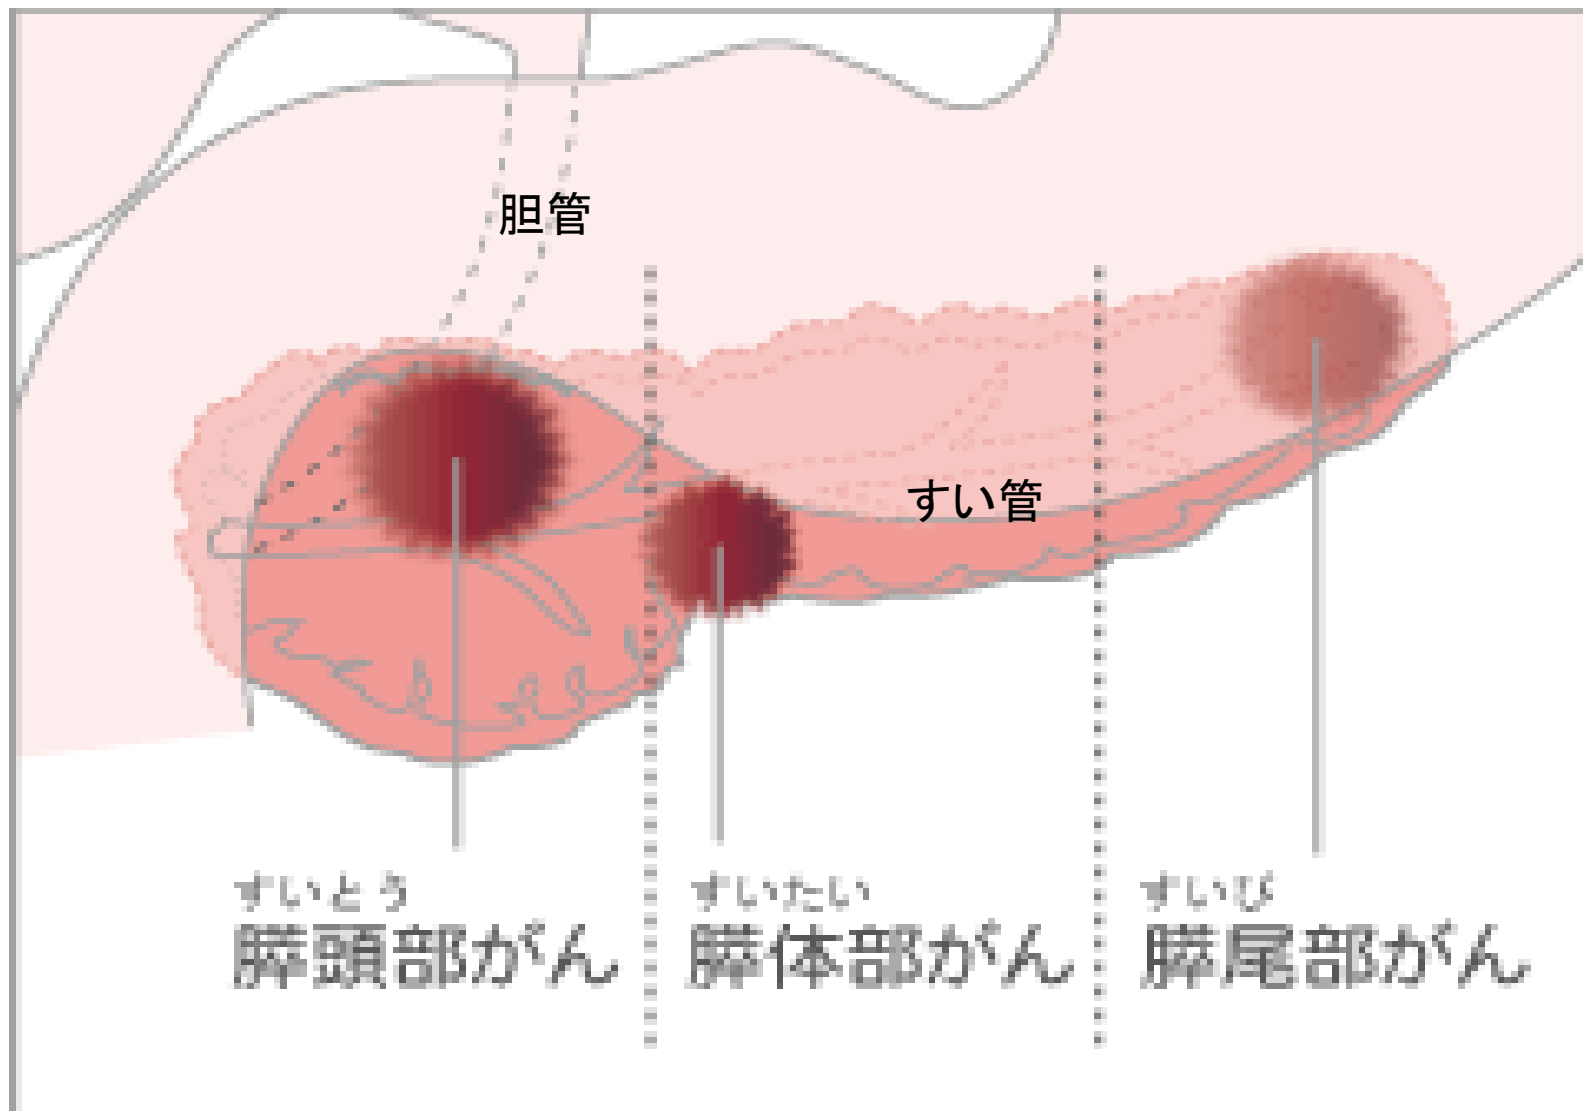 胆管
すい管
すいとう
膵頭部がん
すいたい
膵体部がん
すいび
膵尾部がん